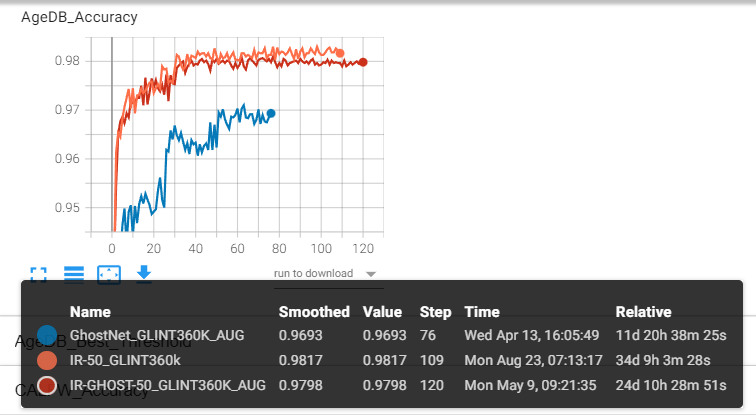 AgeDB_Accuracy
0.98
0.97
0.96
0.95
0 20 40 60 80 100 120
run to download
Name Smoothed Value Step Time Relative
GhostNet_GLINT360K_AUG 0.9693 0.9693 76 Wed Apr 13, 16:05:49 11d 20h 38m 25s
AgeDB_Best_Threshold
IR-50_GLINT360k 0.9817 0.9817 109 Mon Aug 23, 07:13:17 34d 9h 3m 28s
IR-GHOST-50_GLINT360K_AUG 0.9798 0.9798 120 Mon May 9, 09:21:35 24d 10h 28m 51s